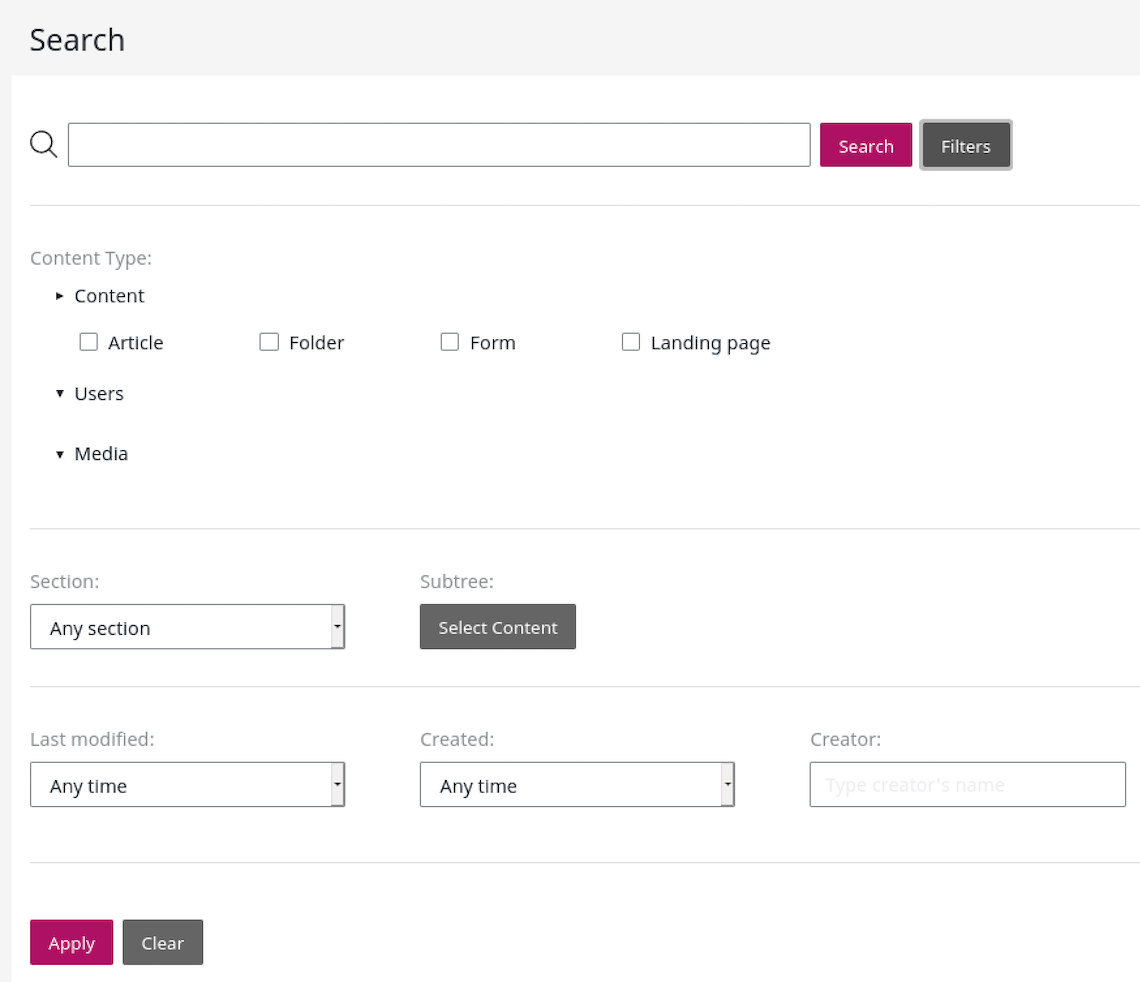 Search
Search Filters
Content Type:
Content
Article Folder Form Landing page
Users
Media
Section: Subtree:
Any section Select Content
Last modified: Created: Creator:
Any time Any time Type creator's name
Apply Clear